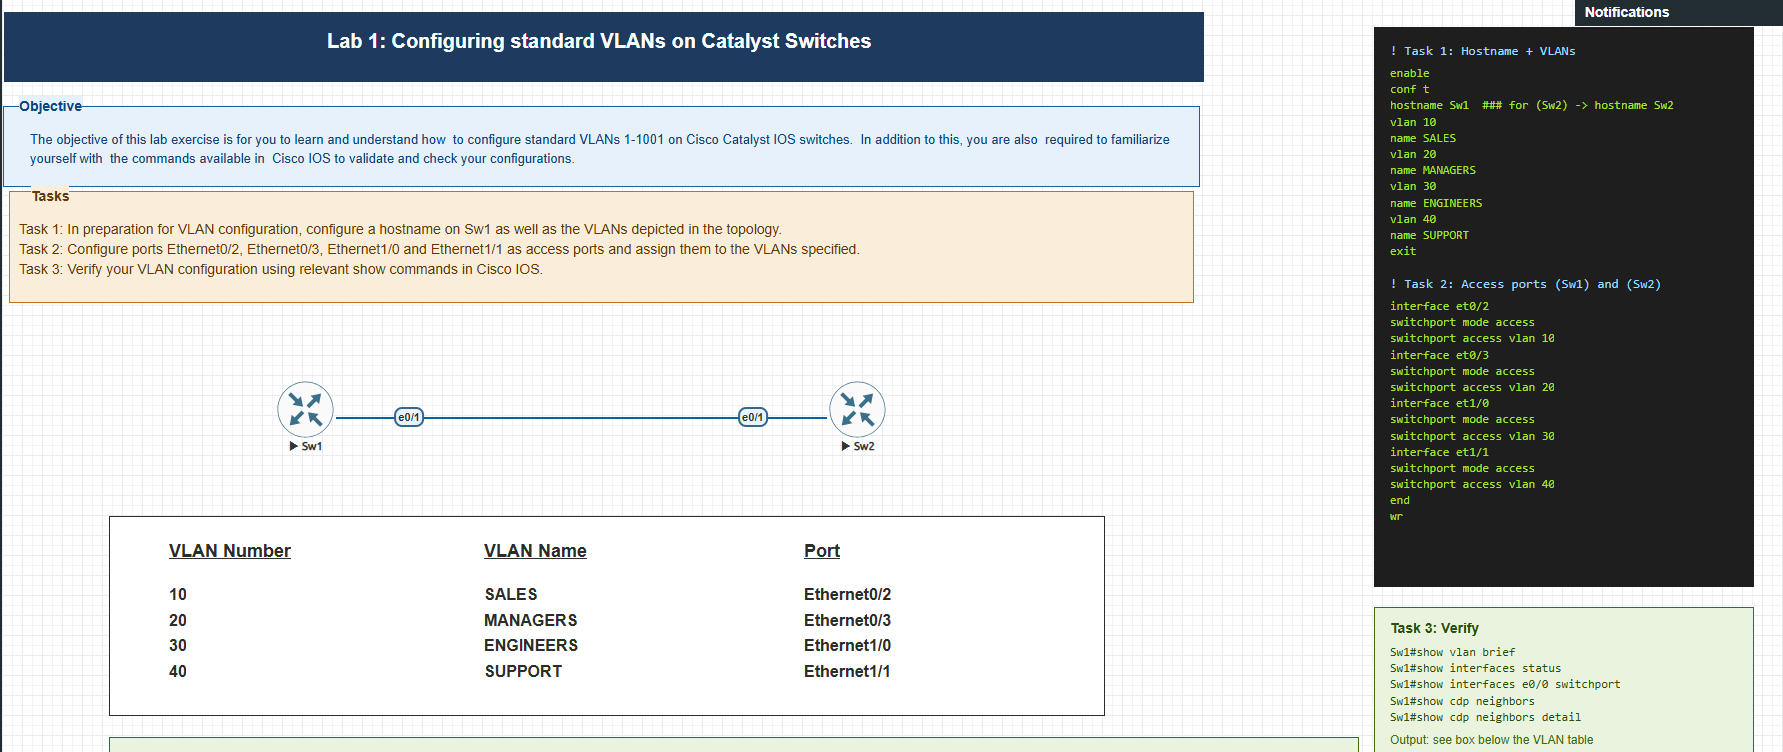 Notifications
Lab 1: Configuring standard VLANs on Catalyst Switches
Objective
The objective of this lab exercise is for you to learn and understand how  to configure standard VLANs 1-1001 on Cisco Catalyst IOS switches.  In addition to this, you are also  required to familiarize
yourself with  the commands available in  Cisco IOS to validate and check your configurations.
Tasks
Task 1: In preparation for VLAN configuration, configure a hostname on Sw1 as well as the VLANs depicted in the topology.
Task 2: Configure ports Ethernet0/2, Ethernet0/3, Ethernet1/0 and Ethernet1/1 as access ports and assign them to the VLANs specified.
Task 3: Verify your VLAN configuration using relevant show commands in Cisco IOS.
e0/1 e0/1
Sw1 Sw2
VLAN Number VLAN Name Port
10 SALES Ethernet0/2
20 MANAGERS Ethernet0/3
30 ENGINEERS Ethernet1/0
40 SUPPORT Ethernet1/1
! Task 1: Hostname + VLANs
enable
conf t
hostname Sw1  ### for (Sw2) -> hostname Sw2
vlan 10
name SALES
vlan 20
name MANAGERS
vlan 30
name ENGINEERS
vlan 40
name SUPPORT
exit
! Task 2: Access ports (Sw1) and (Sw2)
interface et0/2
switchport mode access
switchport access vlan 10
interface et0/3
switchport mode access
switchport access vlan 20
interface et1/0
switchport mode access
switchport access vlan 30
interface et1/1
switchport mode access
switchport access vlan 40
end
wr
Task 3: Verify
Sw1#show vlan brief
Sw1#show interfaces status
Sw1#show interfaces e0/0 switchport
Sw1#show cdp neighbors
Sw1#show cdp neighbors detail
Output: see box below the VLAN table